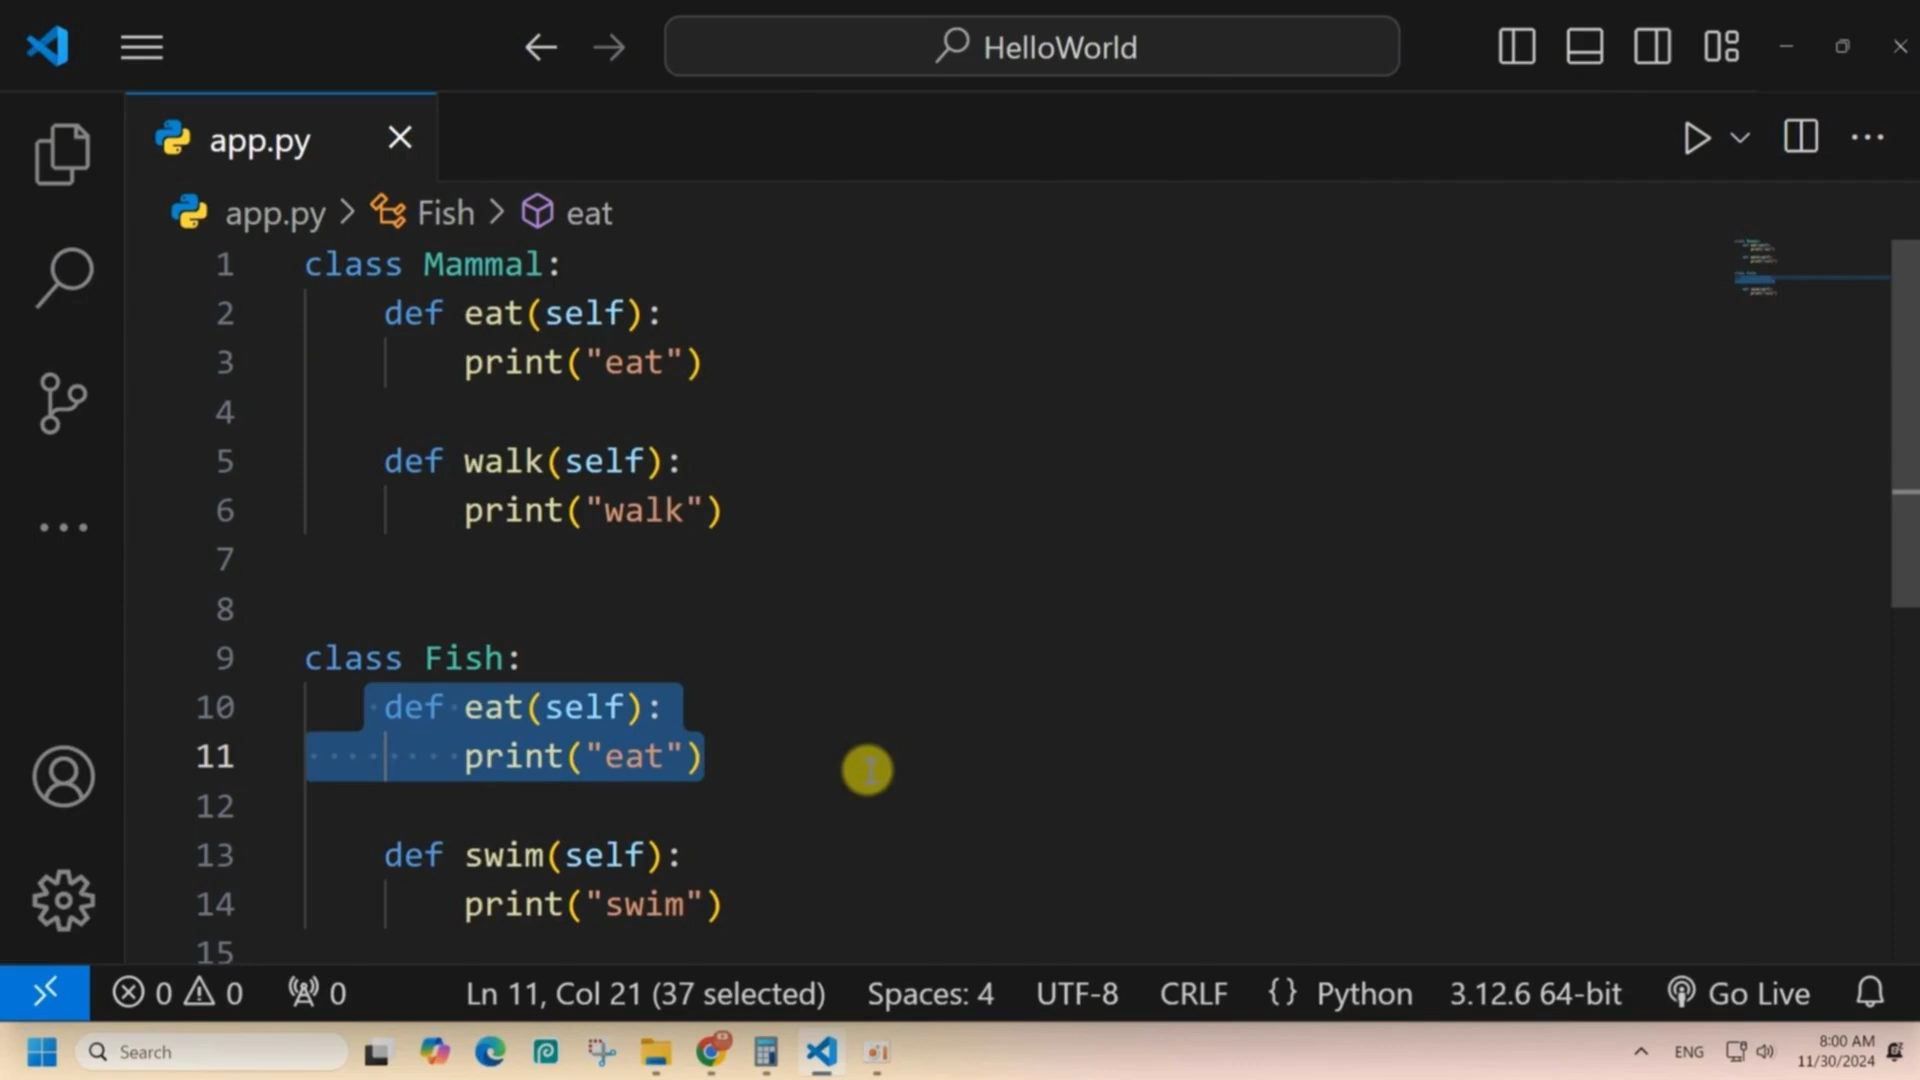 HelloWorld
app.py
app.py > Fish > eat
1 class Mammal:
2 def eat(self):
3 print("eat")
4
5 def walk(self):
6 print("walk")
7
8
9 class Fish:
10 def eat(self):
11 print("eat")
12
13 def swim(self):
14 print("swim")
15
0 0 0 Ln 11, Col 21 (37 selected) Spaces: 4 UTF-8 CRLF {} Python 3.12.6 64-bit Go Live
Search ENG 8:00 AM
11/30/2024